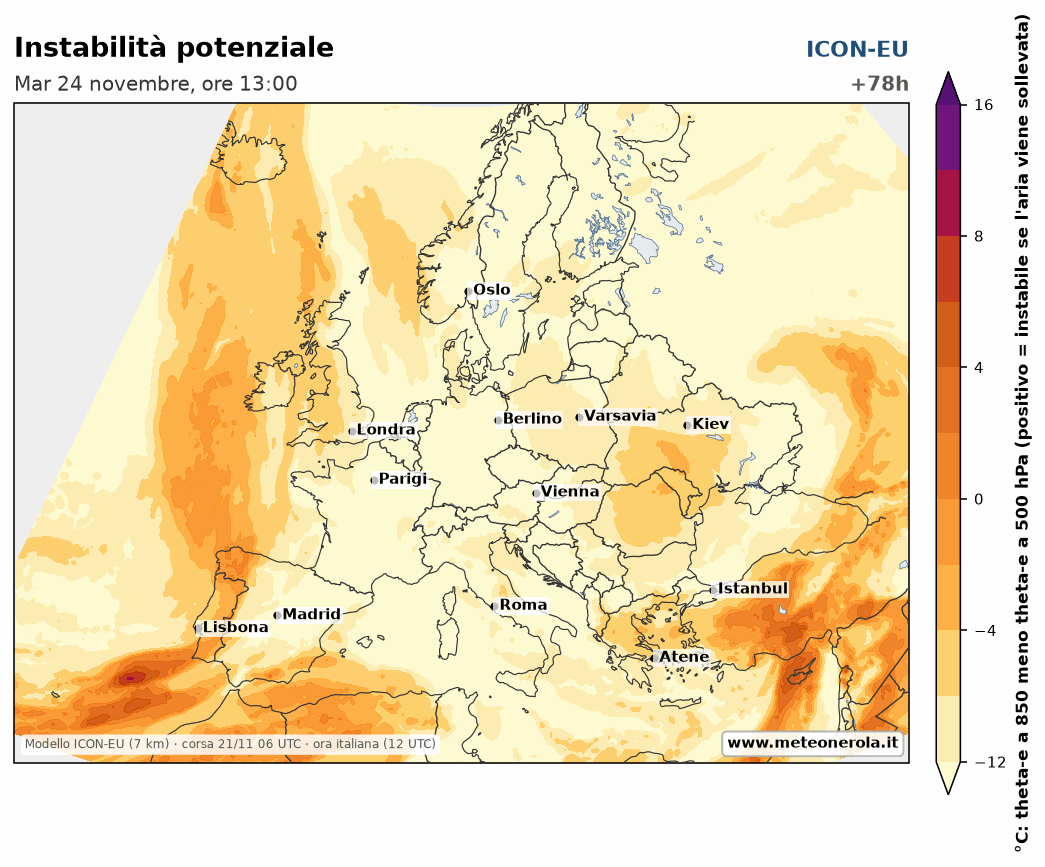 Instabilità potenziale
ICON-EU
Mar 24 novembre, ore 13:00
+78h
Oslo
Londra
Berlino
Varsavia
Kiev
Parigi
Vienna
Istanbul
Roma
Madrid
Lisbona
Atene
Modello ICON-EU (7 km) · corsa 21/11 06 UTC · ora italiana (12 UTC)
www.meteonerola.it
16
8
4
0
−4
−12
°C: theta-e a 850 meno theta-e a 500 hPa (positivo = instabile se l'aria viene sollevata)